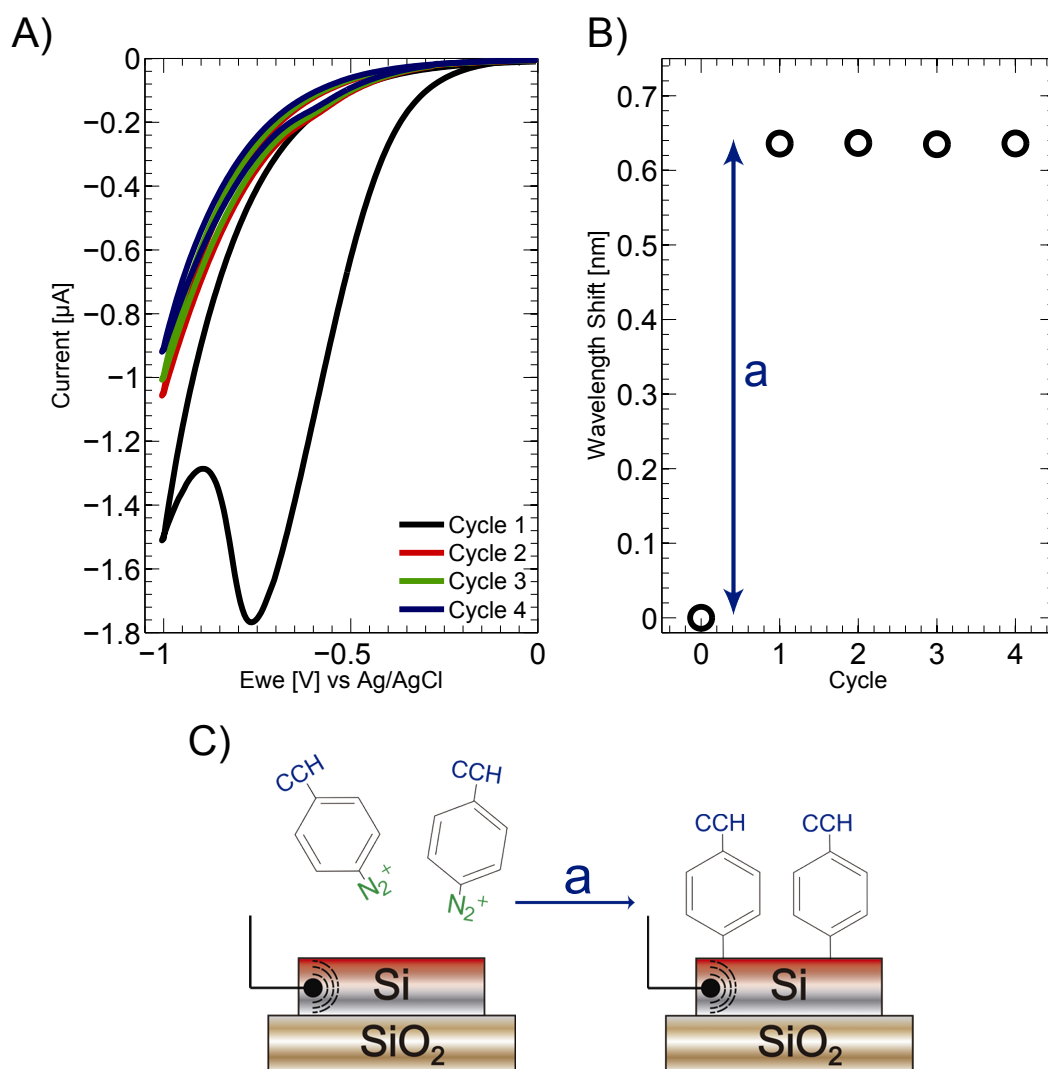 A)
B)
0
−0.2
−0.4
−0.6
−0.8
−1
−1.2
−1.4
−1.6
−1.8
Current [µA]
−1
−0.5
0
Ewe [V] vs Ag/AgCl
Cycle 1
Cycle 2
Cycle 3
Cycle 4
0.7
0.6
0.5
0.4
0.3
0.2
0.1
0
Wavelength Shift [nm]
a
0
1
2
3
4
Cycle
C)
CCH
CCH
N2+
N2+
a
CCH
CCH
Si
SiO2
Si
SiO2